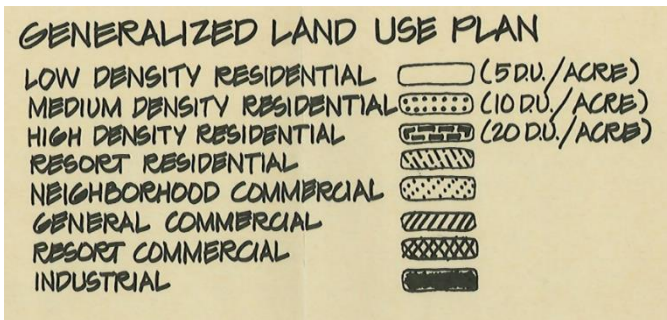 GENERALIZED LAND USE PLAN
LOW DENSITY RESIDENTIAL (5 D.U./ACRE)
MEDIUM DENSITY RESIDENTIAL (10 D.U./ACRE)
HIGH DENSITY RESIDENTIAL (20 D.U./ACRE)
RESORT RESIDENTIAL
NEIGHBORHOOD COMMERCIAL
GENERAL COMMERCIAL
RESORT COMMERCIAL
INDUSTRIAL